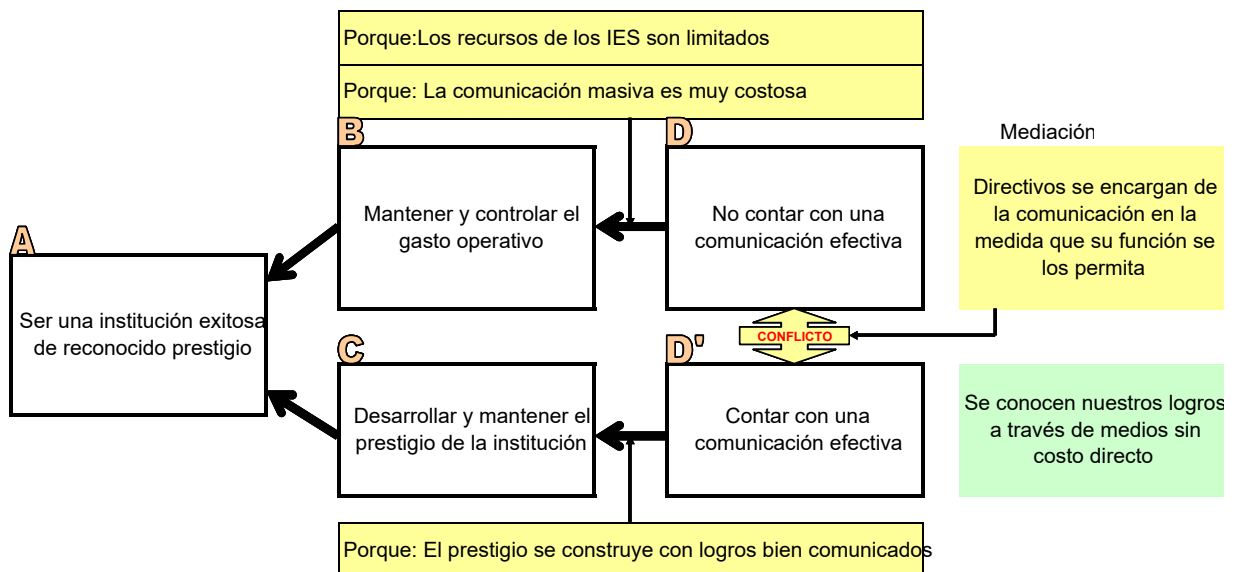 Porque:Los recursos de los IES son limitados
Porque: La comunicación masiva es muy costosa
B
D
Mediación
Mantener y controlar el
gasto operativo
No contar con una
comunicación efectiva
Directivos se encargan de
la comunicación en la
medida que su función se
los permita
A
Ser una institución exitosa
de reconocido prestigio
CONFLICTO
C
D'
Desarrollar y mantener el
prestigio de la institución
Contar con una
comunicación efectiva
Se conocen nuestros logros
a través de medios sin
costo directo
Porque: El prestigio se construye con logros bien comunicados